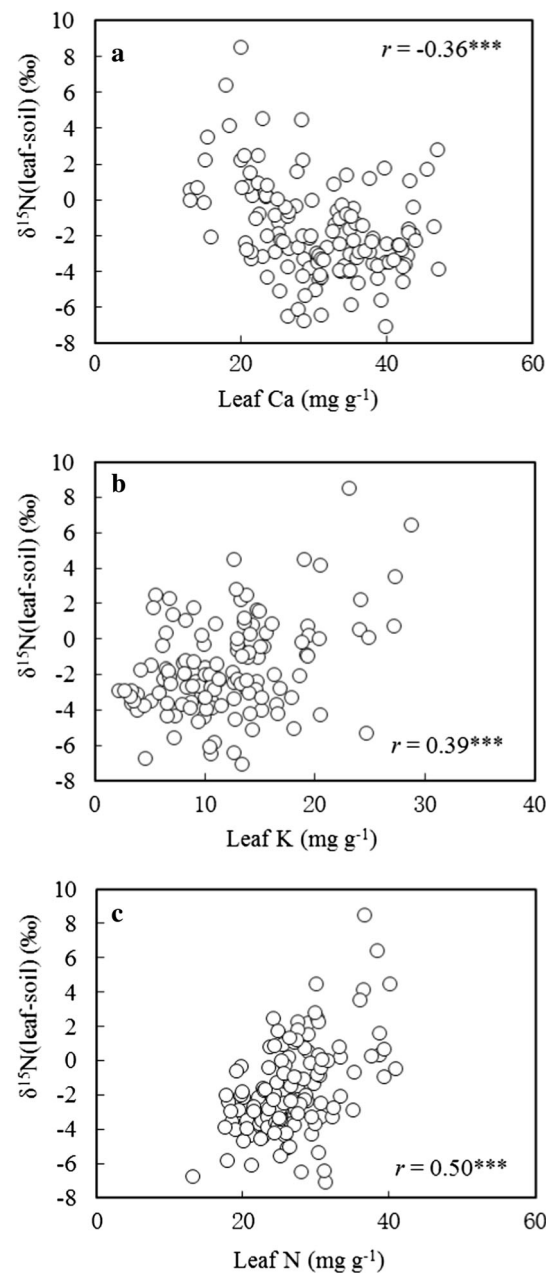 a
r = -0.36***
δ¹⁵N(leaf-soil) (‰)
10
8
6
4
2
0
-2
-4
-6
-8
0 20 40 60
Leaf Ca (mg g⁻¹)
b
δ¹⁵N(leaf-soil) (‰)
10
8
6
4
2
0
-2
-4
-6
-8
r = 0.39***
0 10 20 30 40
Leaf K (mg g⁻¹)
c
δ¹⁵N(leaf-soil) (‰)
10
8
6
4
2
0
-2
-4
-6
-8
r = 0.50***
0 20 40 60
Leaf N (mg g⁻¹)